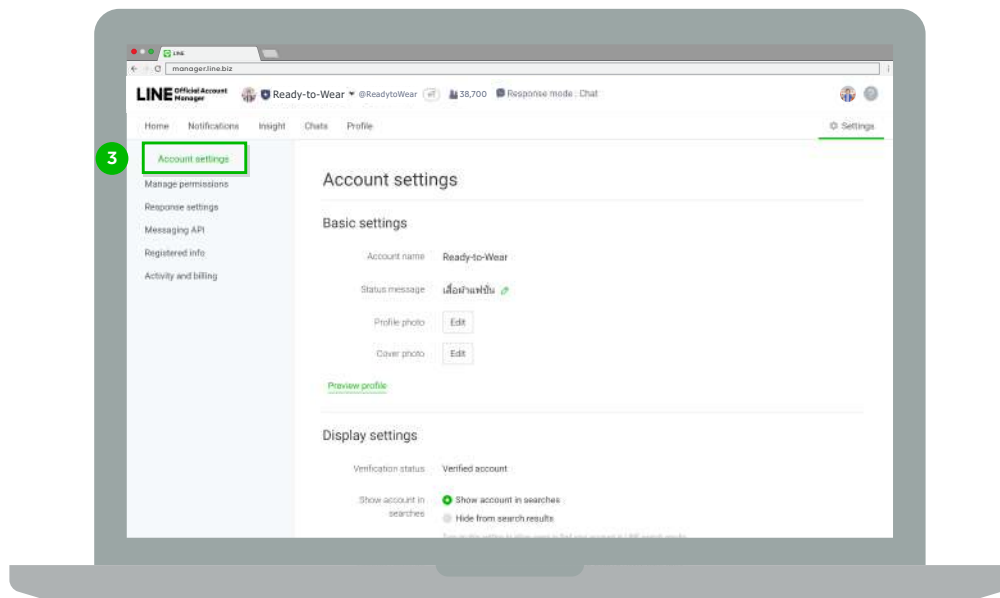 LINE
manager.line.biz
LINE Official Account Manager Ready-to-Wear @ReadytoWear ฟรี 38,700 Response mode : Chat
Home Notifications Insight Chats Profile Settings
3 Account settings
Manage permissions
Response settings
Messaging API
Registered info
Activity and billing
Account settings
Basic settings
Account name Ready-to-Wear
Status message เสื้อผ้าแฟชั่น
Profile photo Edit
Cover photo Edit
Preview profile
Display settings
Verification status Verified account
Show account in searches Show account in searches
Hide from search results